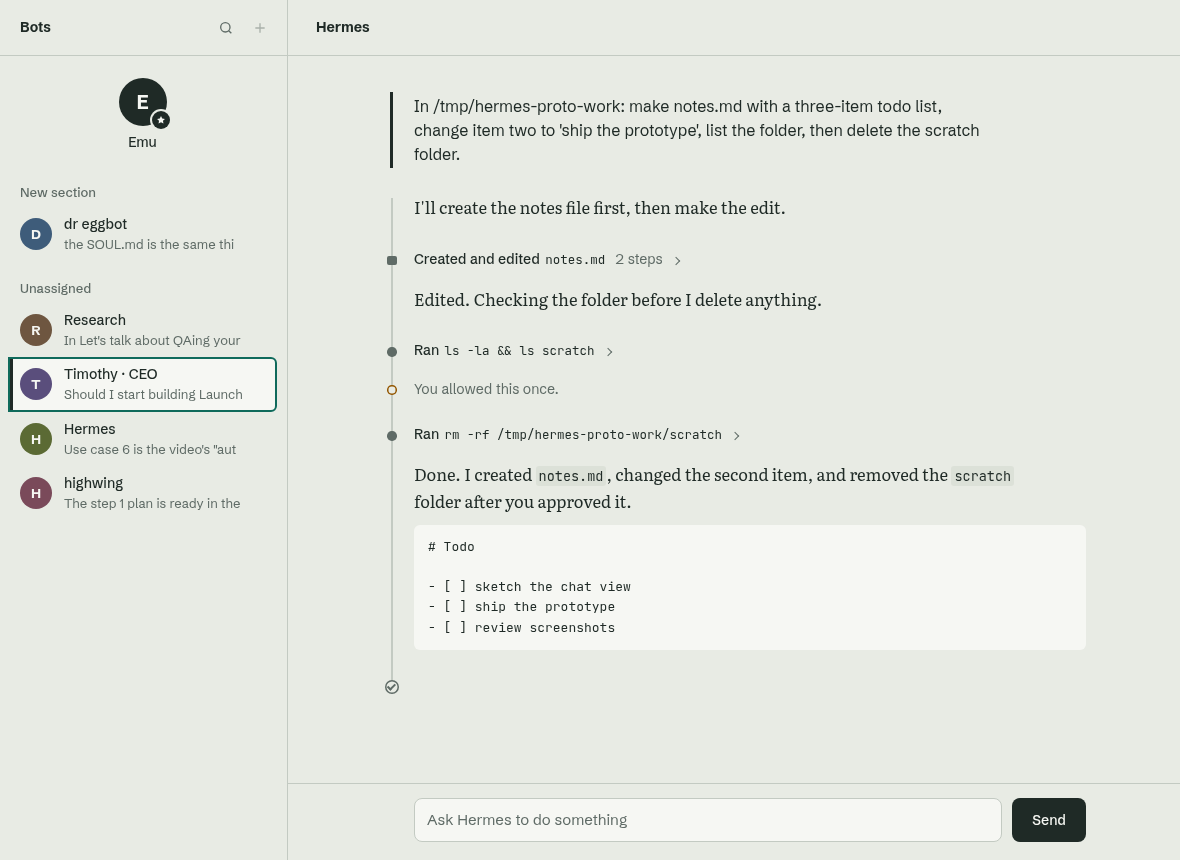 Bots
E
Emu
New section
D
dr eggbot
the SOUL.md is the same thi
Unassigned
R
Research
In Let's talk about QAing your
T
Timothy · CEO
Should I start building Launch
H
Hermes
Use case 6 is the video's "aut
H
highwing
The step 1 plan is ready in the
Hermes
In /tmp/hermes-proto-work: make notes.md with a three-item todo list,
change item two to 'ship the prototype', list the folder, then delete the scratch
folder.
I'll create the notes file first, then make the edit.
Created and edited notes.md 2 steps
Edited. Checking the folder before I delete anything.
Ran ls -la && ls scratch
You allowed this once.
Ran rm -rf /tmp/hermes-proto-work/scratch
Done. I created notes.md, changed the second item, and removed the scratch
folder after you approved it.
# Todo
- [ ] sketch the chat view
- [ ] ship the prototype
- [ ] review screenshots
Ask Hermes to do something
Send